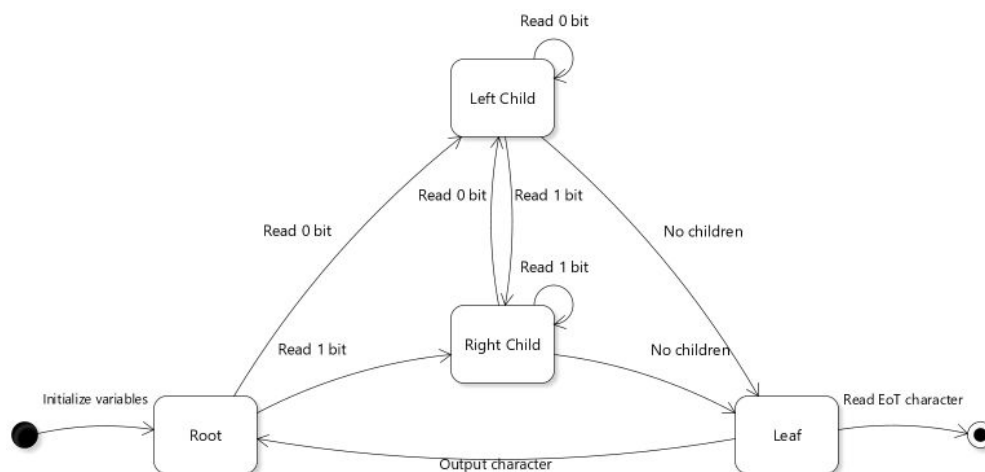 Read 0 bit
Left Child
Read 0 bit
Read 1 bit
Read 0 bit
No children
Read 1 bit
Right Child
Read 1 bit
No children
Initialize variables
Read EoT character
Root
Leaf
Output character